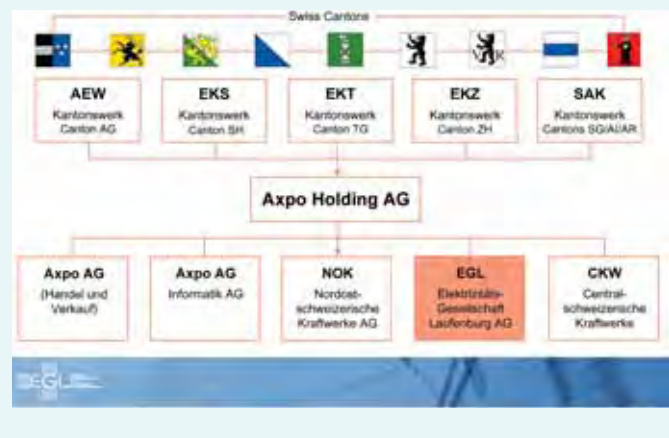 Swiss Cantons
AEW
Kantonswerk
Canton AG
EKS
Kantonswerk
Canton SH
EKT
Kantonswerk
Canton TG
EKZ
Kantonswerk
Canton ZH
SAK
Kantonswerk
Cantons SG/AI/AR
Axpo Holding AG
Axpo AG
(Handel und
Verkauf)
Axpo AG
Informatik AG
NOK
Nordost-
schweizerische
Kraftwerke AG
EGL
Elektrizitäts-
Gesellschaft
Laufenburg AG
CKW
Central-
schweizerische
Kraftwerke
EGL